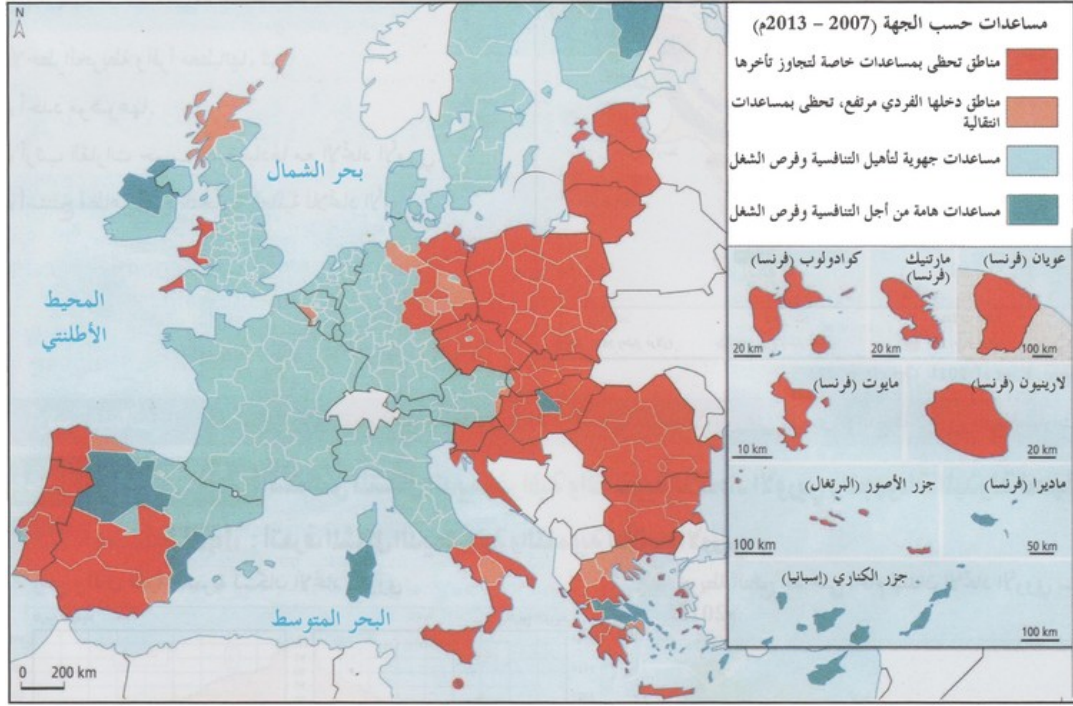 مساعدات حسب الجهة (2007 - 2013م)
مناطق تحظى بمساعدات خاصة لتجاوز تأخرها
مناطق دخلها الفردي مرتفع، تحظى بمساعدات
انتقالية
مساعدات جهوية لتأهيل التنافسية وفرص الشغل
مساعدات هامة من أجل التنافسية وفرص الشغل
N
بحر الشمال
المحيط
الأطلنتي
البحر المتوسط
0 200 km
عويان (فرنسا)
100 km
مارتنيك
(فرنسا)
20 km
كوادولوب (فرنسا)
20 km
لارينيون (فرنسا)
20 km
مايوت (فرنسا)
10 km
ماديرا (فرنسا)
50 km
جزر الأصور (البرتغال)
100 km
جزر الكناري (إسبانيا)
100 km